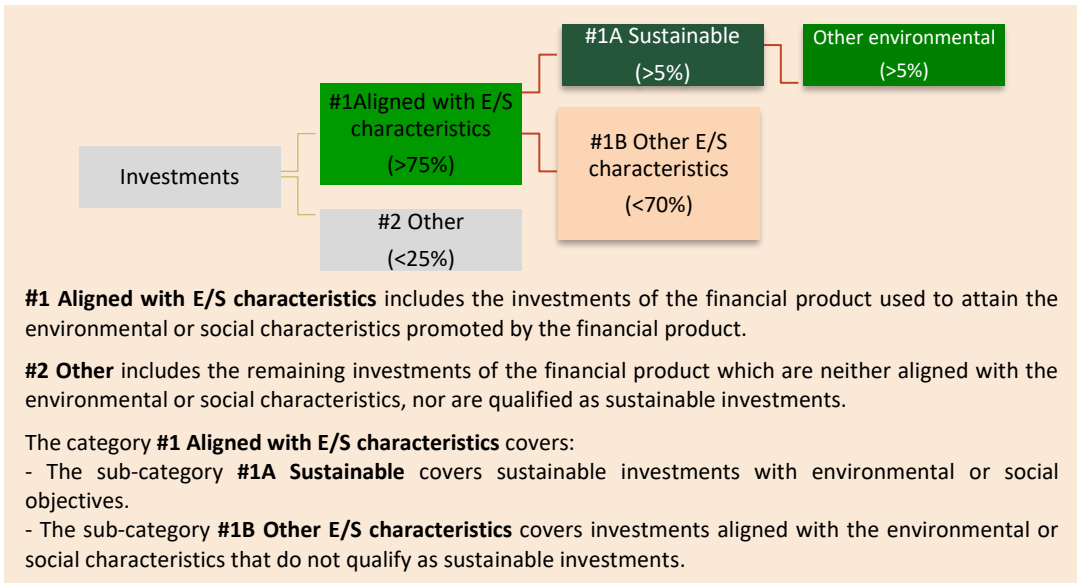 #1A Sustainable
(>5%)
Other environmental
(>5%)
#1Aligned with E/S
characteristics
(>75%)
#1B Other E/S
characteristics
(<70%)
Investments
#2 Other
(<25%)
#1 Aligned with E/S characteristics includes the investments of the financial product used to attain the
environmental or social characteristics promoted by the financial product.
#2 Other includes the remaining investments of the financial product which are neither aligned with the
environmental or social characteristics, nor are qualified as sustainable investments.
The category #1 Aligned with E/S characteristics covers:
- The sub-category #1A Sustainable covers sustainable investments with environmental or social
objectives.
- The sub-category #1B Other E/S characteristics covers investments aligned with the environmental or
social characteristics that do not qualify as sustainable investments.